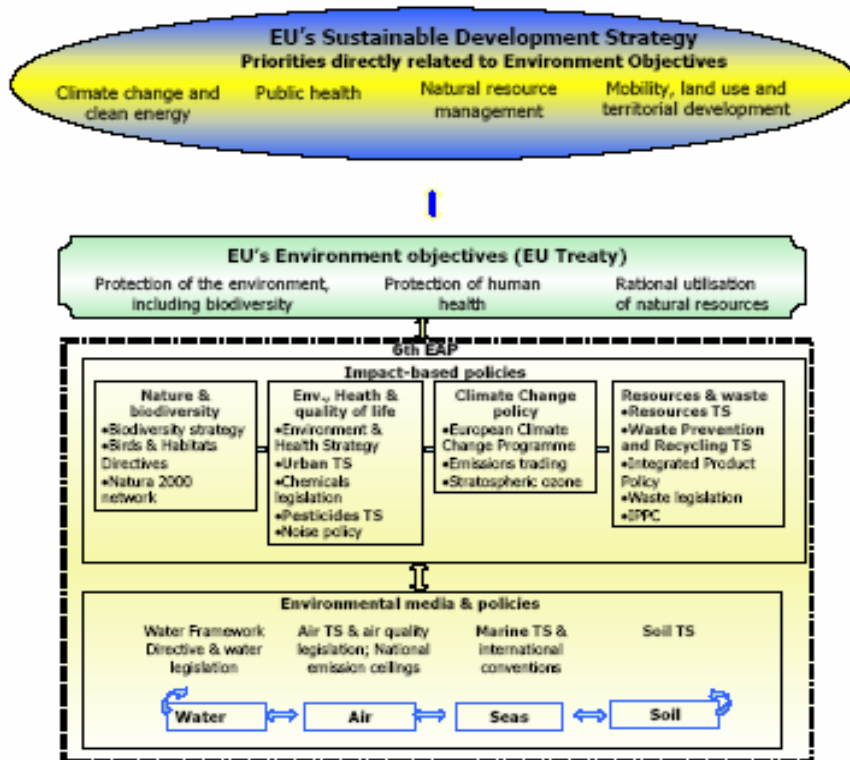 EU's Sustainable Development Strategy
Priorities directly related to Environment Objectives
Climate change and
clean energy
Public health
Natural resource
management
Mobility, land use and
territorial development
EU's Environment objectives (EU Treaty)
Protection of the environment,
including biodiversity
Protection of human
health
Rational utilisation
of natural resources
6th EAP
Impact-based policies
Nature &
biodiversity
•Biodiversity strategy
•Birds & Habitats
Directives
•Natura 2000
network
Env., Heath &
quality of life
•Environment &
Health Strategy
•Urban TS
•Chemicals
legislation
•Pesticides TS
•Noise policy
Climate Change
policy
•European Climate
Change Programme
•Emissions trading
•Stratospheric ozone
Resources & waste
•Resources TS
•Waste Prevention
and Recycling TS
•Integrated Product
Policy
•Waste legislation
•IPPC
Environmental media & policies
Water Framework
Directive & water
legislation
Air TS & air quality
legislation; National
emission ceilings
Marine TS &
international
conventions
Soil TS
Water
Air
Seas
Soil